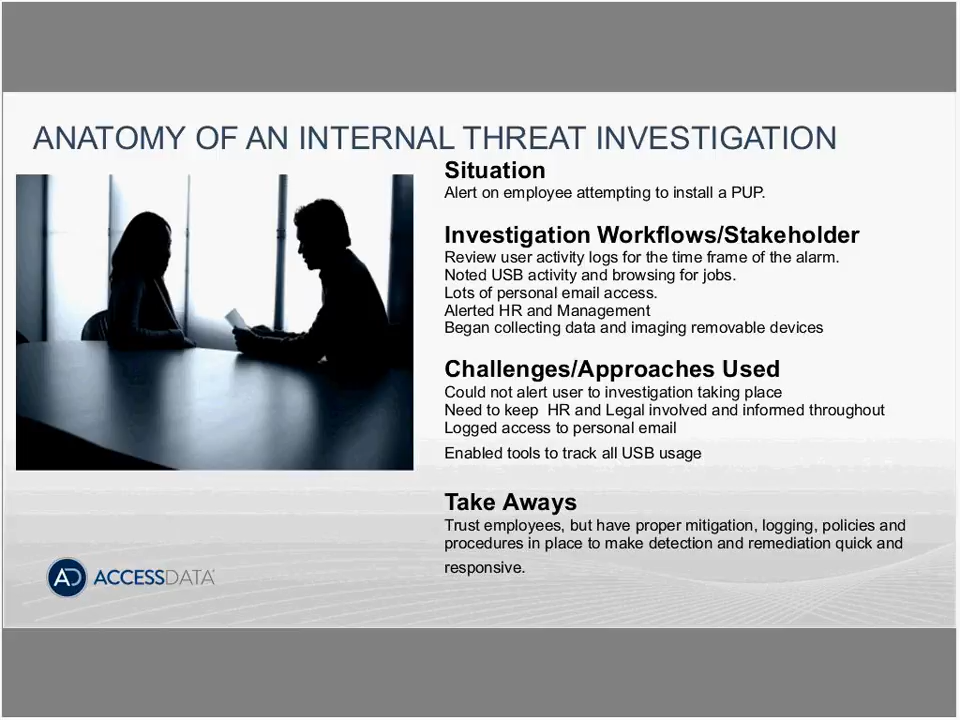 ANATOMY OF AN INTERNAL THREAT INVESTIGATION
Situation
Alert on employee attempting to install a PUP.
Investigation Workflows/Stakeholder
Review user activity logs for the time frame of the alarm.
Noted USB activity and browsing for jobs.
Lots of personal email access.
Alerted HR and Management
Began collecting data and imaging removable devices
Challenges/Approaches Used
Could not alert user to investigation taking place
Need to keep  HR and Legal involved and informed throughout
Logged access to personal email
Enabled tools to track all USB usage
Take Aways
Trust employees, but have proper mitigation, logging, policies and
procedures in place to make detection and remediation quick and
responsive.
AD ACCESSDATA